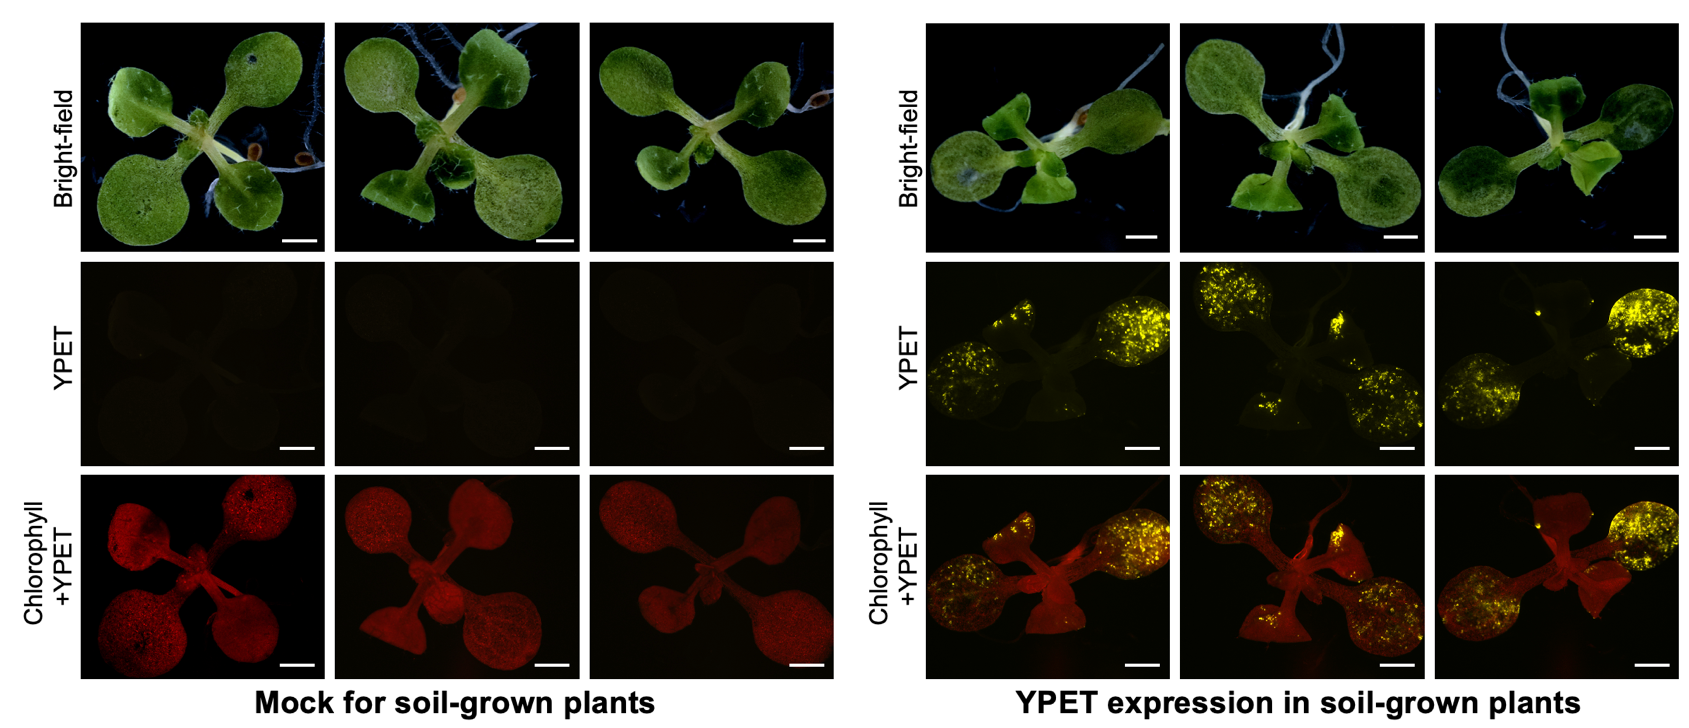 Bright-field
Bright-field
YPET
YPET
Chlorophyll
+YPET
Chlorophyll
+YPET
Mock for soil-grown plants
YPET expression in soil-grown plants